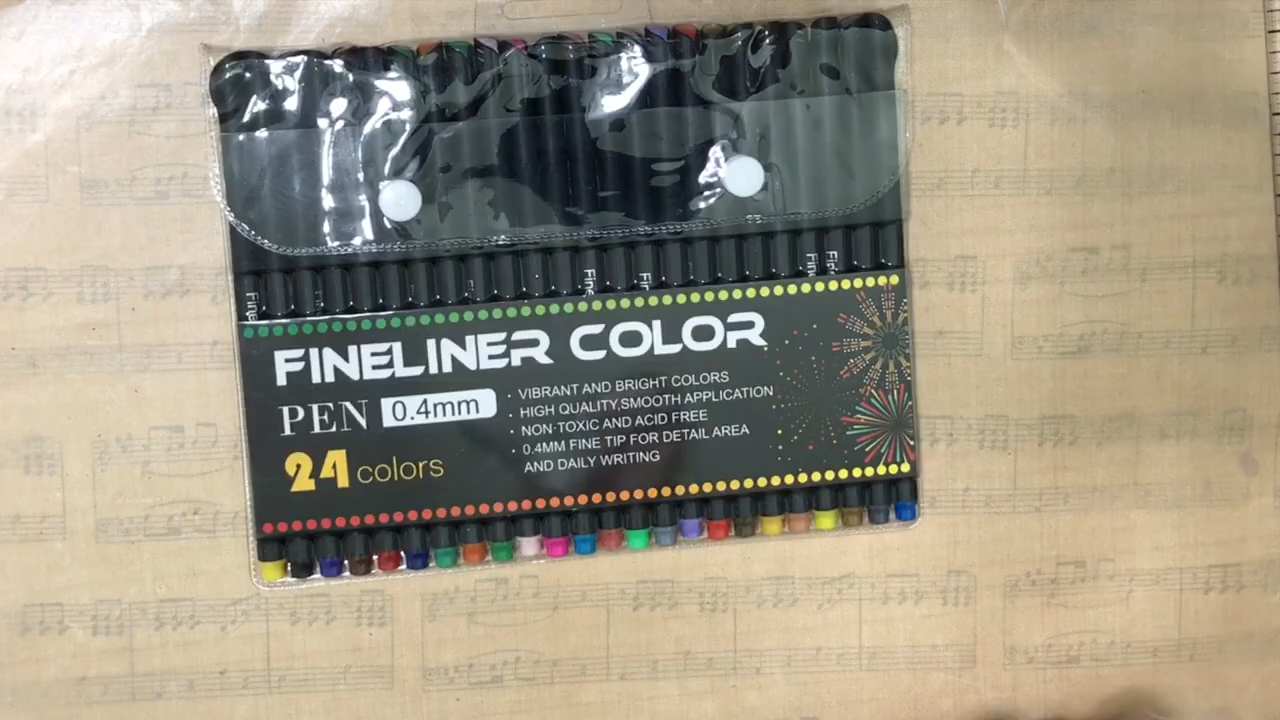 FINELINER COLOR
PEN 0.4mm
24 colors
· VIBRANT AND BRIGHT COLORS
· HIGH QUALITY,SMOOTH APPLICATION
· NON·TOXIC AND ACID FREE
· 0.4MM FINE TIP FOR DETAIL AREA
AND DAILY WRITING